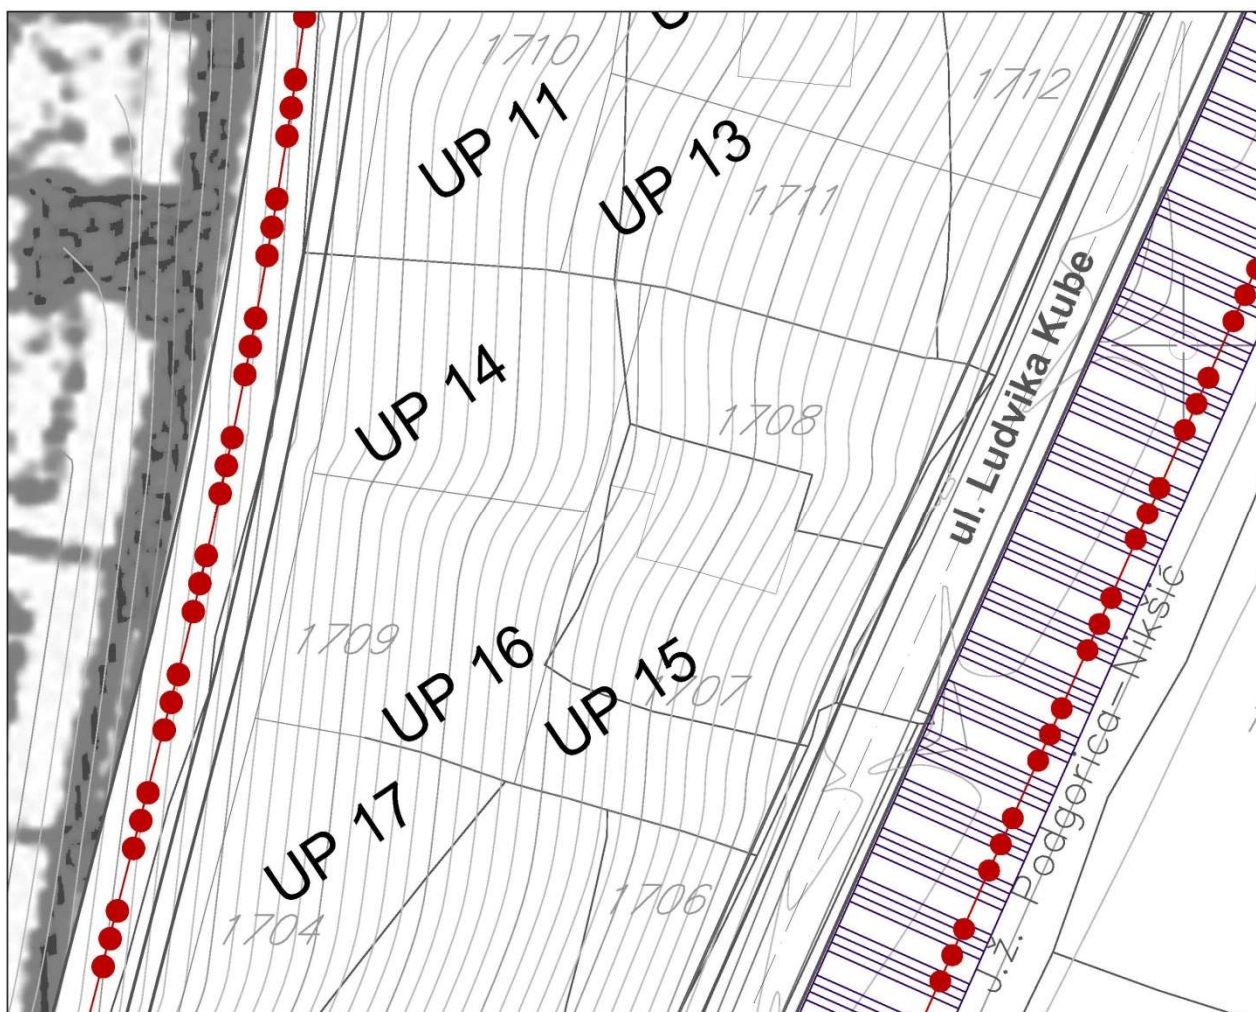 1710
1712
UP 11
UP 13
1711
ul. Ludvika Kube
UP 14
1708
1709
UP 16
UP 15
1707
J.Ž. Podgorica-Nikšić
UP 17
1706
1704